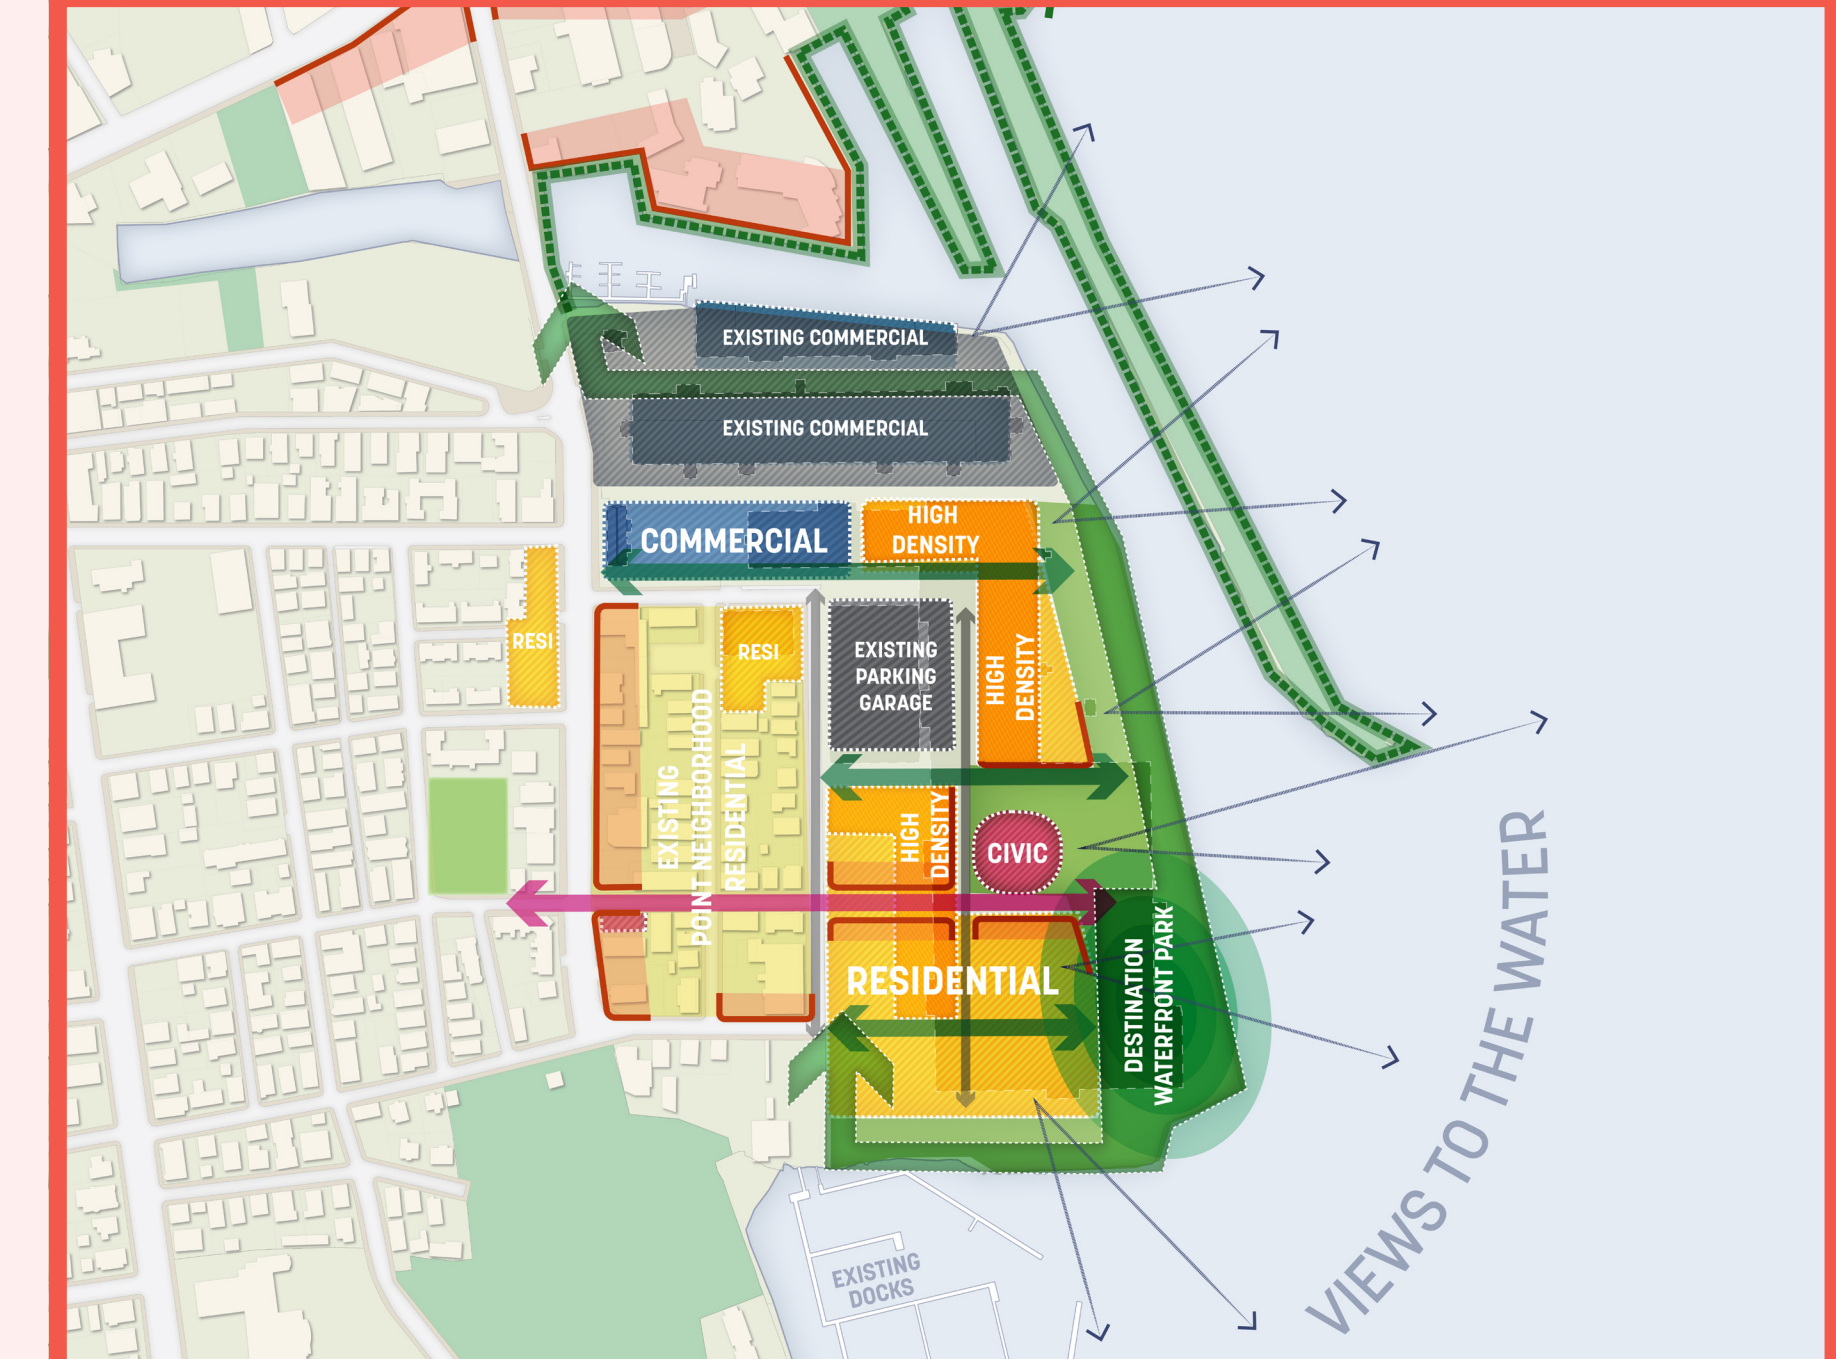 EXISTING COMMERCIAL
EXISTING COMMERCIAL
COMMERCIAL
HIGH
DENSITY
RESI
RESI
EXISTING
PARKING
GARAGE
HIGH
DENSITY
EXISTING
POINT NEIGHBORHOOD
RESIDENTIAL
HIGH
DENSITY
CIVIC
RESIDENTIAL
DESTINATION
WATERFRONT PARK
VIEWS TO THE WATER
EXISTING
DOCKS